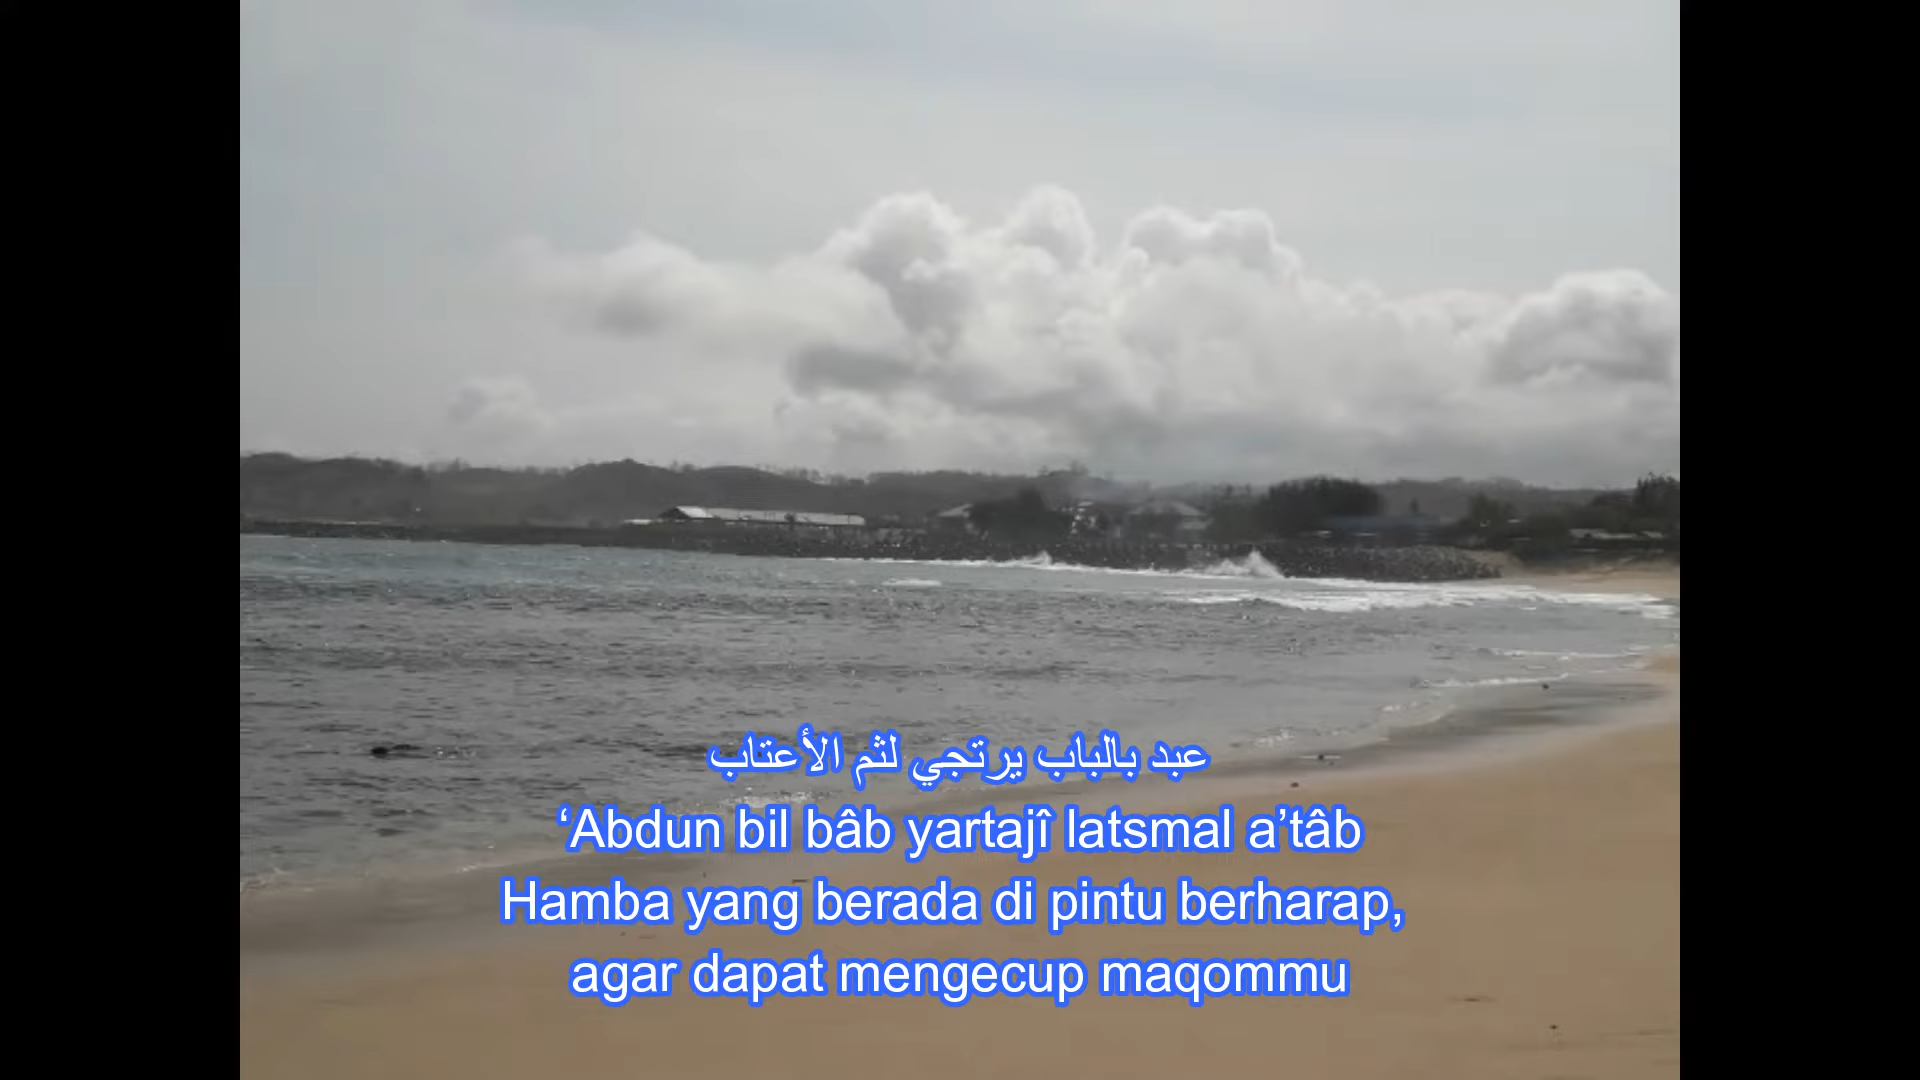 عبد بالباب يرتجي لثم الأعتاب
‘Abdun bil bâb yartajî latsmal a’tâb
Hamba yang berada di pintu berharap,
agar dapat mengecup maqommu